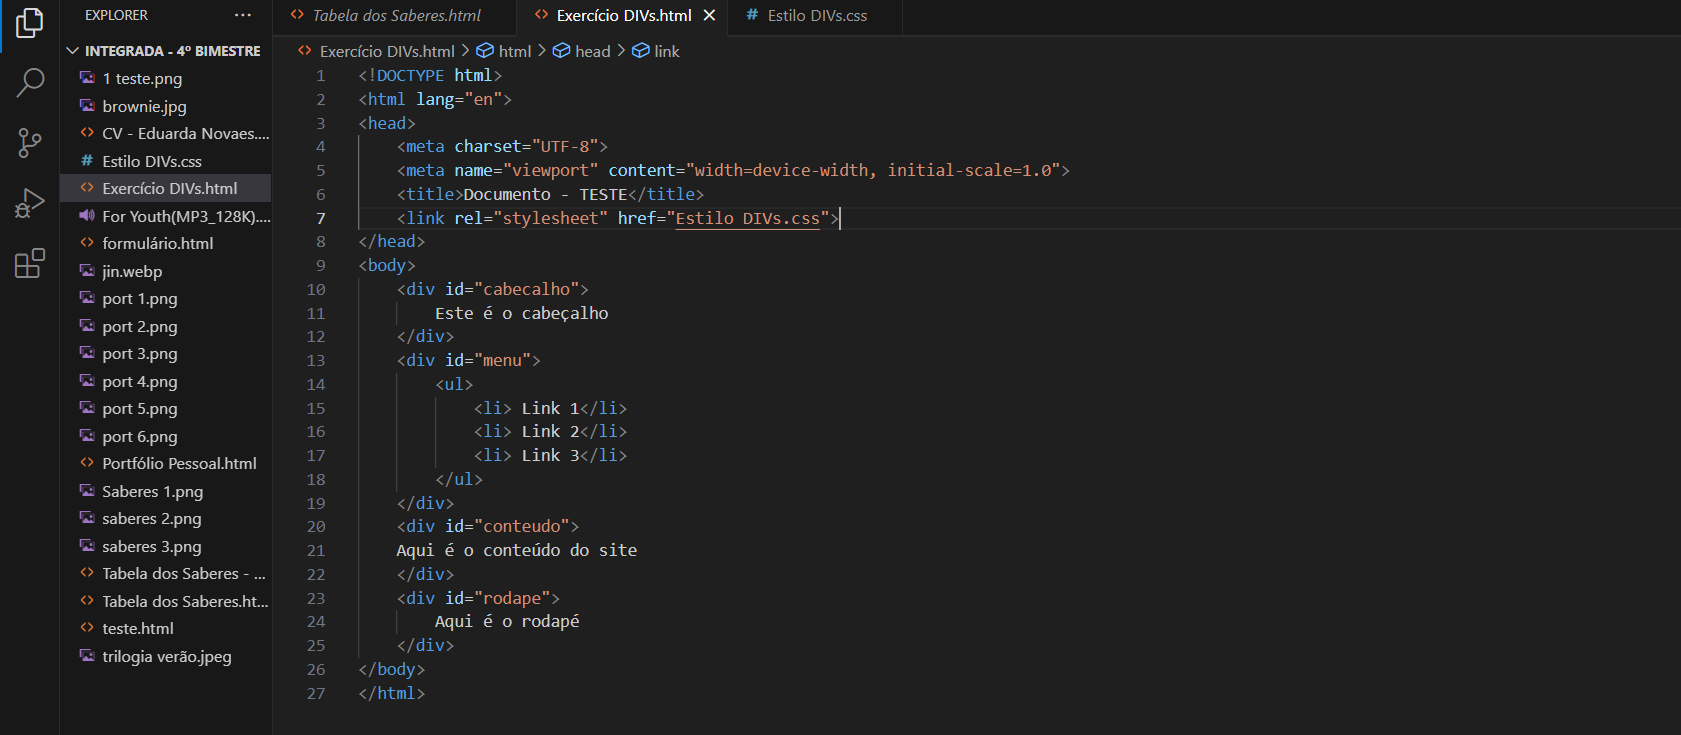 EXPLORER ···
INTEGRADA - 4º BIMESTRE
1 teste.png
brownie.jpg
CV - Eduarda Novaes....
Estilo DIVs.css
Exercício DIVs.html
For Youth(MP3_128K)....
formulário.html
jin.webp
port 1.png
port 2.png
port 3.png
port 4.png
port 5.png
port 6.png
Portfólio Pessoal.html
Saberes 1.png
saberes 2.png
saberes 3.png
Tabela dos Saberes - ...
Tabela dos Saberes.ht...
teste.html
trilogia verão.jpeg
Tabela dos Saberes.html
Exercício DIVs.html
Estilo DIVs.css
Exercício DIVs.html > html > head > link
1 <!DOCTYPE html>
2 <html lang="en">
3 <head>
4 <meta charset="UTF-8">
5 <meta name="viewport" content="width=device-width, initial-scale=1.0">
6 <title>Documento - TESTE</title>
7 <link rel="stylesheet" href="Estilo DIVs.css">
8 </head>
9 <body>
10 <div id="cabecalho">
11 Este é o cabeçalho
12 </div>
13 <div id="menu">
14 <ul>
15 <li> Link 1</li>
16 <li> Link 2</li>
17 <li> Link 3</li>
18 </ul>
19 </div>
20 <div id="conteudo">
21 Aqui é o conteúdo do site
22 </div>
23 <div id="rodape">
24 Aqui é o rodapé
25 </div>
26 </body>
27 </html>